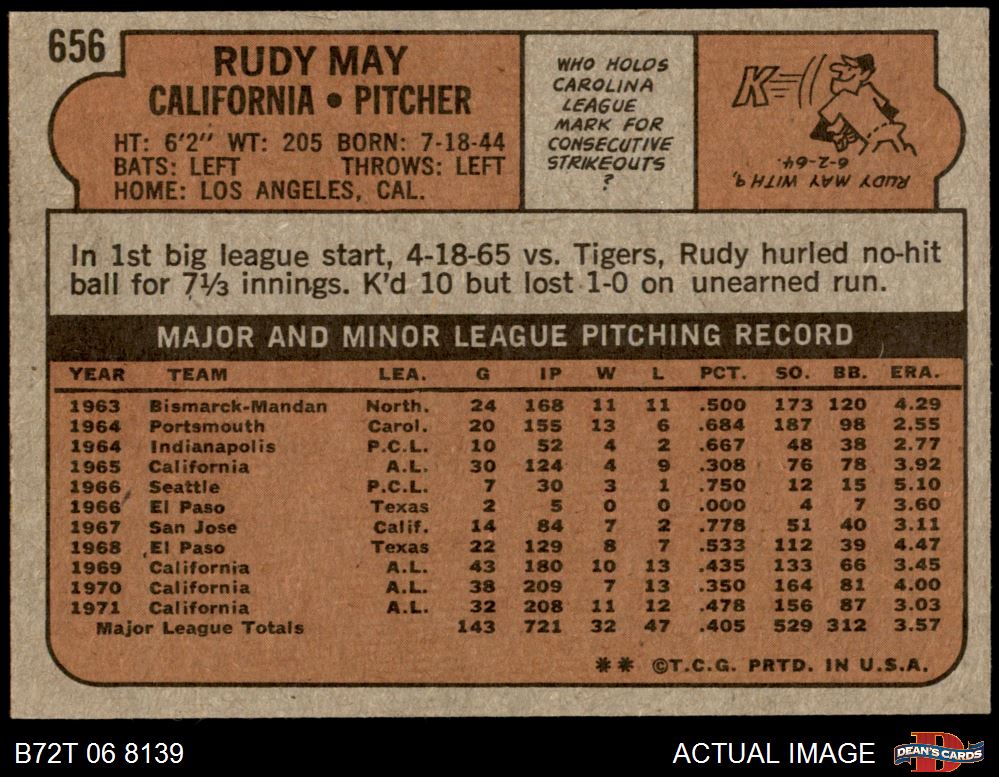 656
RUDY MAY
CALIFORNIA • PITCHER
HT: 6'2" WT: 205 BORN: 7-18-44
BATS: LEFT THROWS: LEFT
HOME: LOS ANGELES, CAL.
WHO HOLDS
CAROLINA
LEAGUE
MARK FOR
CONSECUTIVE
STRIKEOUTS
?
K
RUDY MAY WITH 9,
6-2-64.
In 1st big league start, 4-18-65 vs. Tigers, Rudy hurled no-hit
ball for 7⅓ innings. K'd 10 but lost 1-0 on unearned run.
MAJOR AND MINOR LEAGUE PITCHING RECORD
YEAR TEAM LEA. G IP W L PCT. SO. BB. ERA.
1963 Bismarck-Mandan North. 24 168 11 11 .500 173 120 4.29
1964 Portsmouth Carol. 20 155 13 6 .684 187 98 2.55
1964 Indianapolis P.C.L. 10 52 4 2 .667 48 38 2.77
1965 California A.L. 30 124 4 9 .308 76 78 3.92
1966 Seattle P.C.L. 7 30 3 1 .750 12 15 5.10
1966 El Paso Texas 2 5 0 0 .000 4 7 3.60
1967 San Jose Calif. 14 84 7 2 .778 51 40 3.11
1968 El Paso Texas 22 129 8 7 .533 112 39 4.47
1969 California A.L. 43 180 10 13 .435 133 66 3.45
1970 California A.L. 38 209 7 13 .350 164 81 4.00
1971 California A.L. 32 208 11 12 .478 156 87 3.03
Major League Totals 143 721 32 47 .405 529 312 3.57
** ©T.C.G. PRTD. IN U.S.A.
B72T 06 8139
ACTUAL IMAGE
DEAN'S CARDS